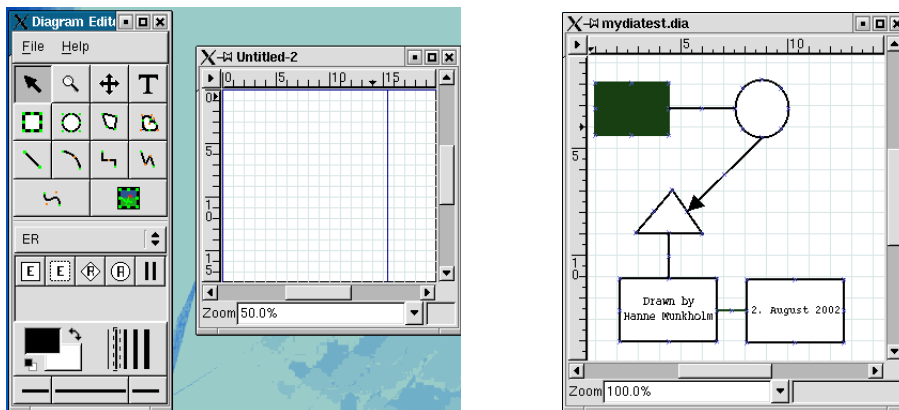 Diagram Edit
File Help
T
ER
E E R A
Untitled-2
0 5 10 15
0
5
10
15
Zoom 50.0%
mydiatest.dia
5 10
5
10
Drawn by
Hanne Munkholm
2. August 2002
Zoom 100.0%